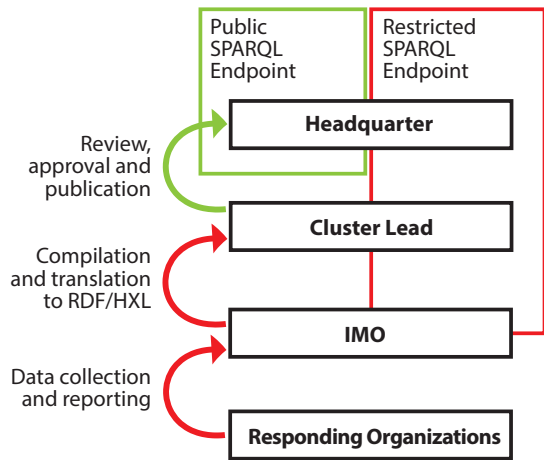 Public
SPARQL
Endpoint
Restricted
SPARQL
Endpoint
Headquarter
Review,
approval and
publication
Cluster Lead
Compilation
and translation
to RDF/HXL
IMO
Data collection
and reporting
Responding Organizations